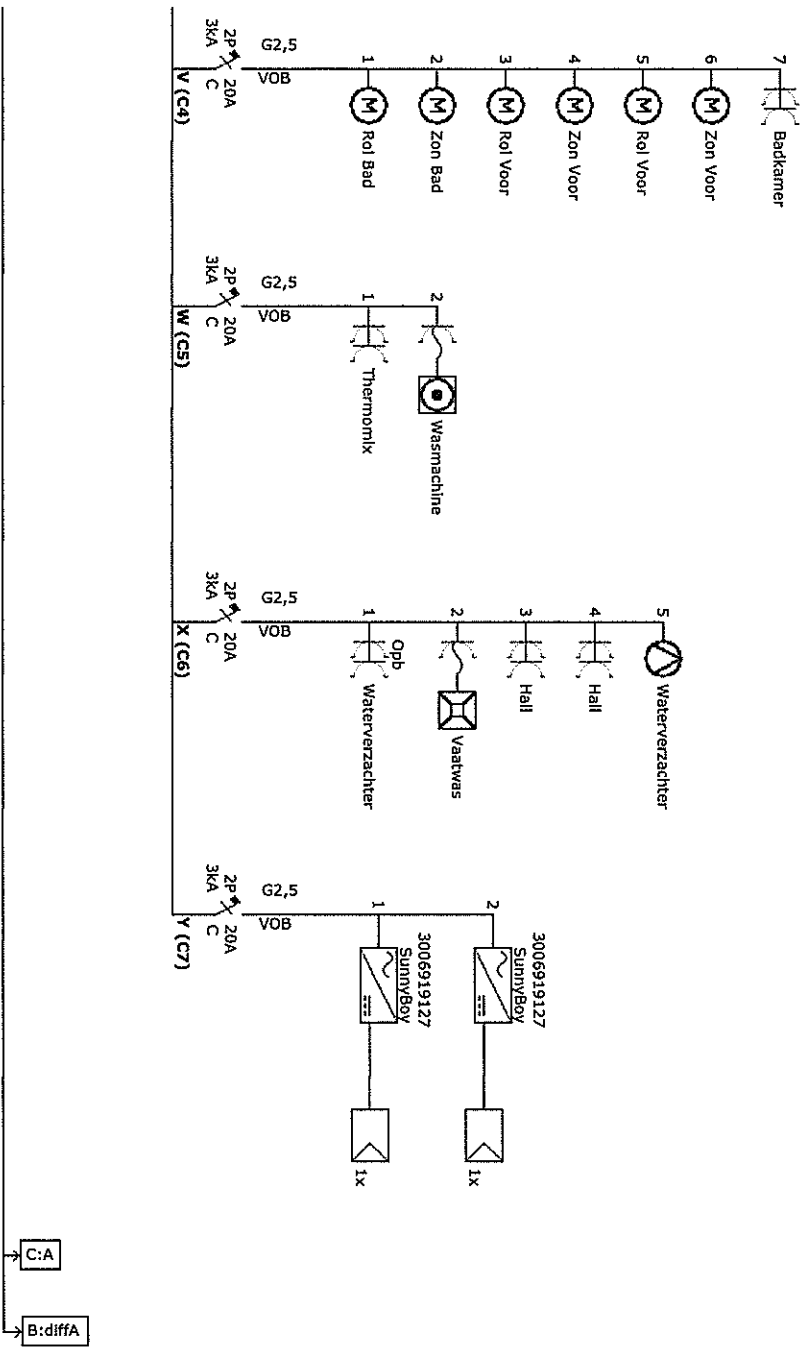 7
Badkamer
6
Zon Voor
5
Rol Voor
4
Zon Voor
3
Rol Voor
2
Zon Bad
1
Rol Bad
G2,5
VOB
2P
3kA
20A
C
V (C4)
2
Wasmachine
1
Thermomix
G2,5
VOB
2P
3kA
20A
C
W (C5)
5
Waterverzachter
4
Hall
3
Hall
2
Vaatwas
1
Opb
Waterverzachter
G2,5
VOB
2P
3kA
20A
C
X (C6)
2
3006919127
SunnyBoy
1x
1
3006919127
SunnyBoy
1x
G2,5
VOB
2P
3kA
20A
C
Y (C7)
C:A
B:diffA